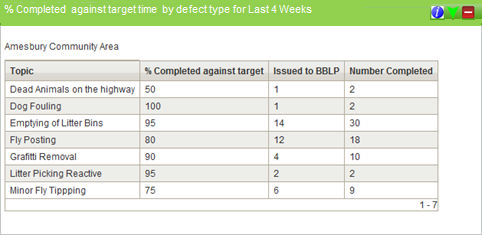 % Completed against target time by defect type for Last 4 Weeks
Amesbury Community Area
Topic % Completed against target Issued to BBLP Number Completed
Dead Animals on the highway 50 1 2
Dog Fouling 100 1 2
Emptying of Litter Bins 95 14 30
Fly Posting 80 12 18
Grafitti Removal 90 4 10
Litter Picking Reactive 95 2 2
Minor Fly Tippping 75 6 9
1 - 7